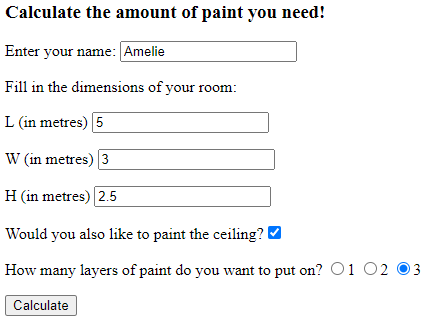 Calculate the amount of paint you need!
Enter your name: Amelie
Fill in the dimensions of your room:
L (in metres) 5
W (in metres) 3
H (in metres) 2.5
Would you also like to paint the ceiling?
How many layers of paint do you want to put on? 1 2 3
Calculate